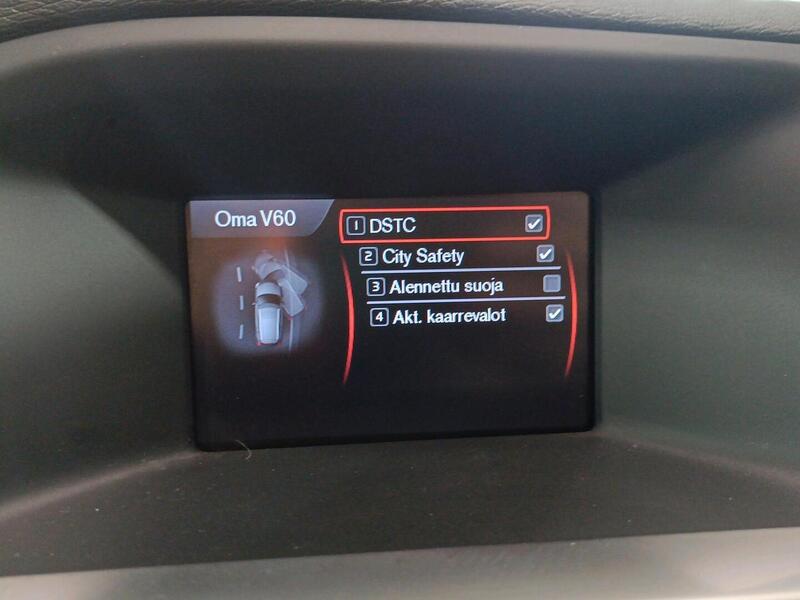 Oma V60
1 DSTC
2 City Safety
3 Alennettu suoja
4 Akt. kaarrevalot